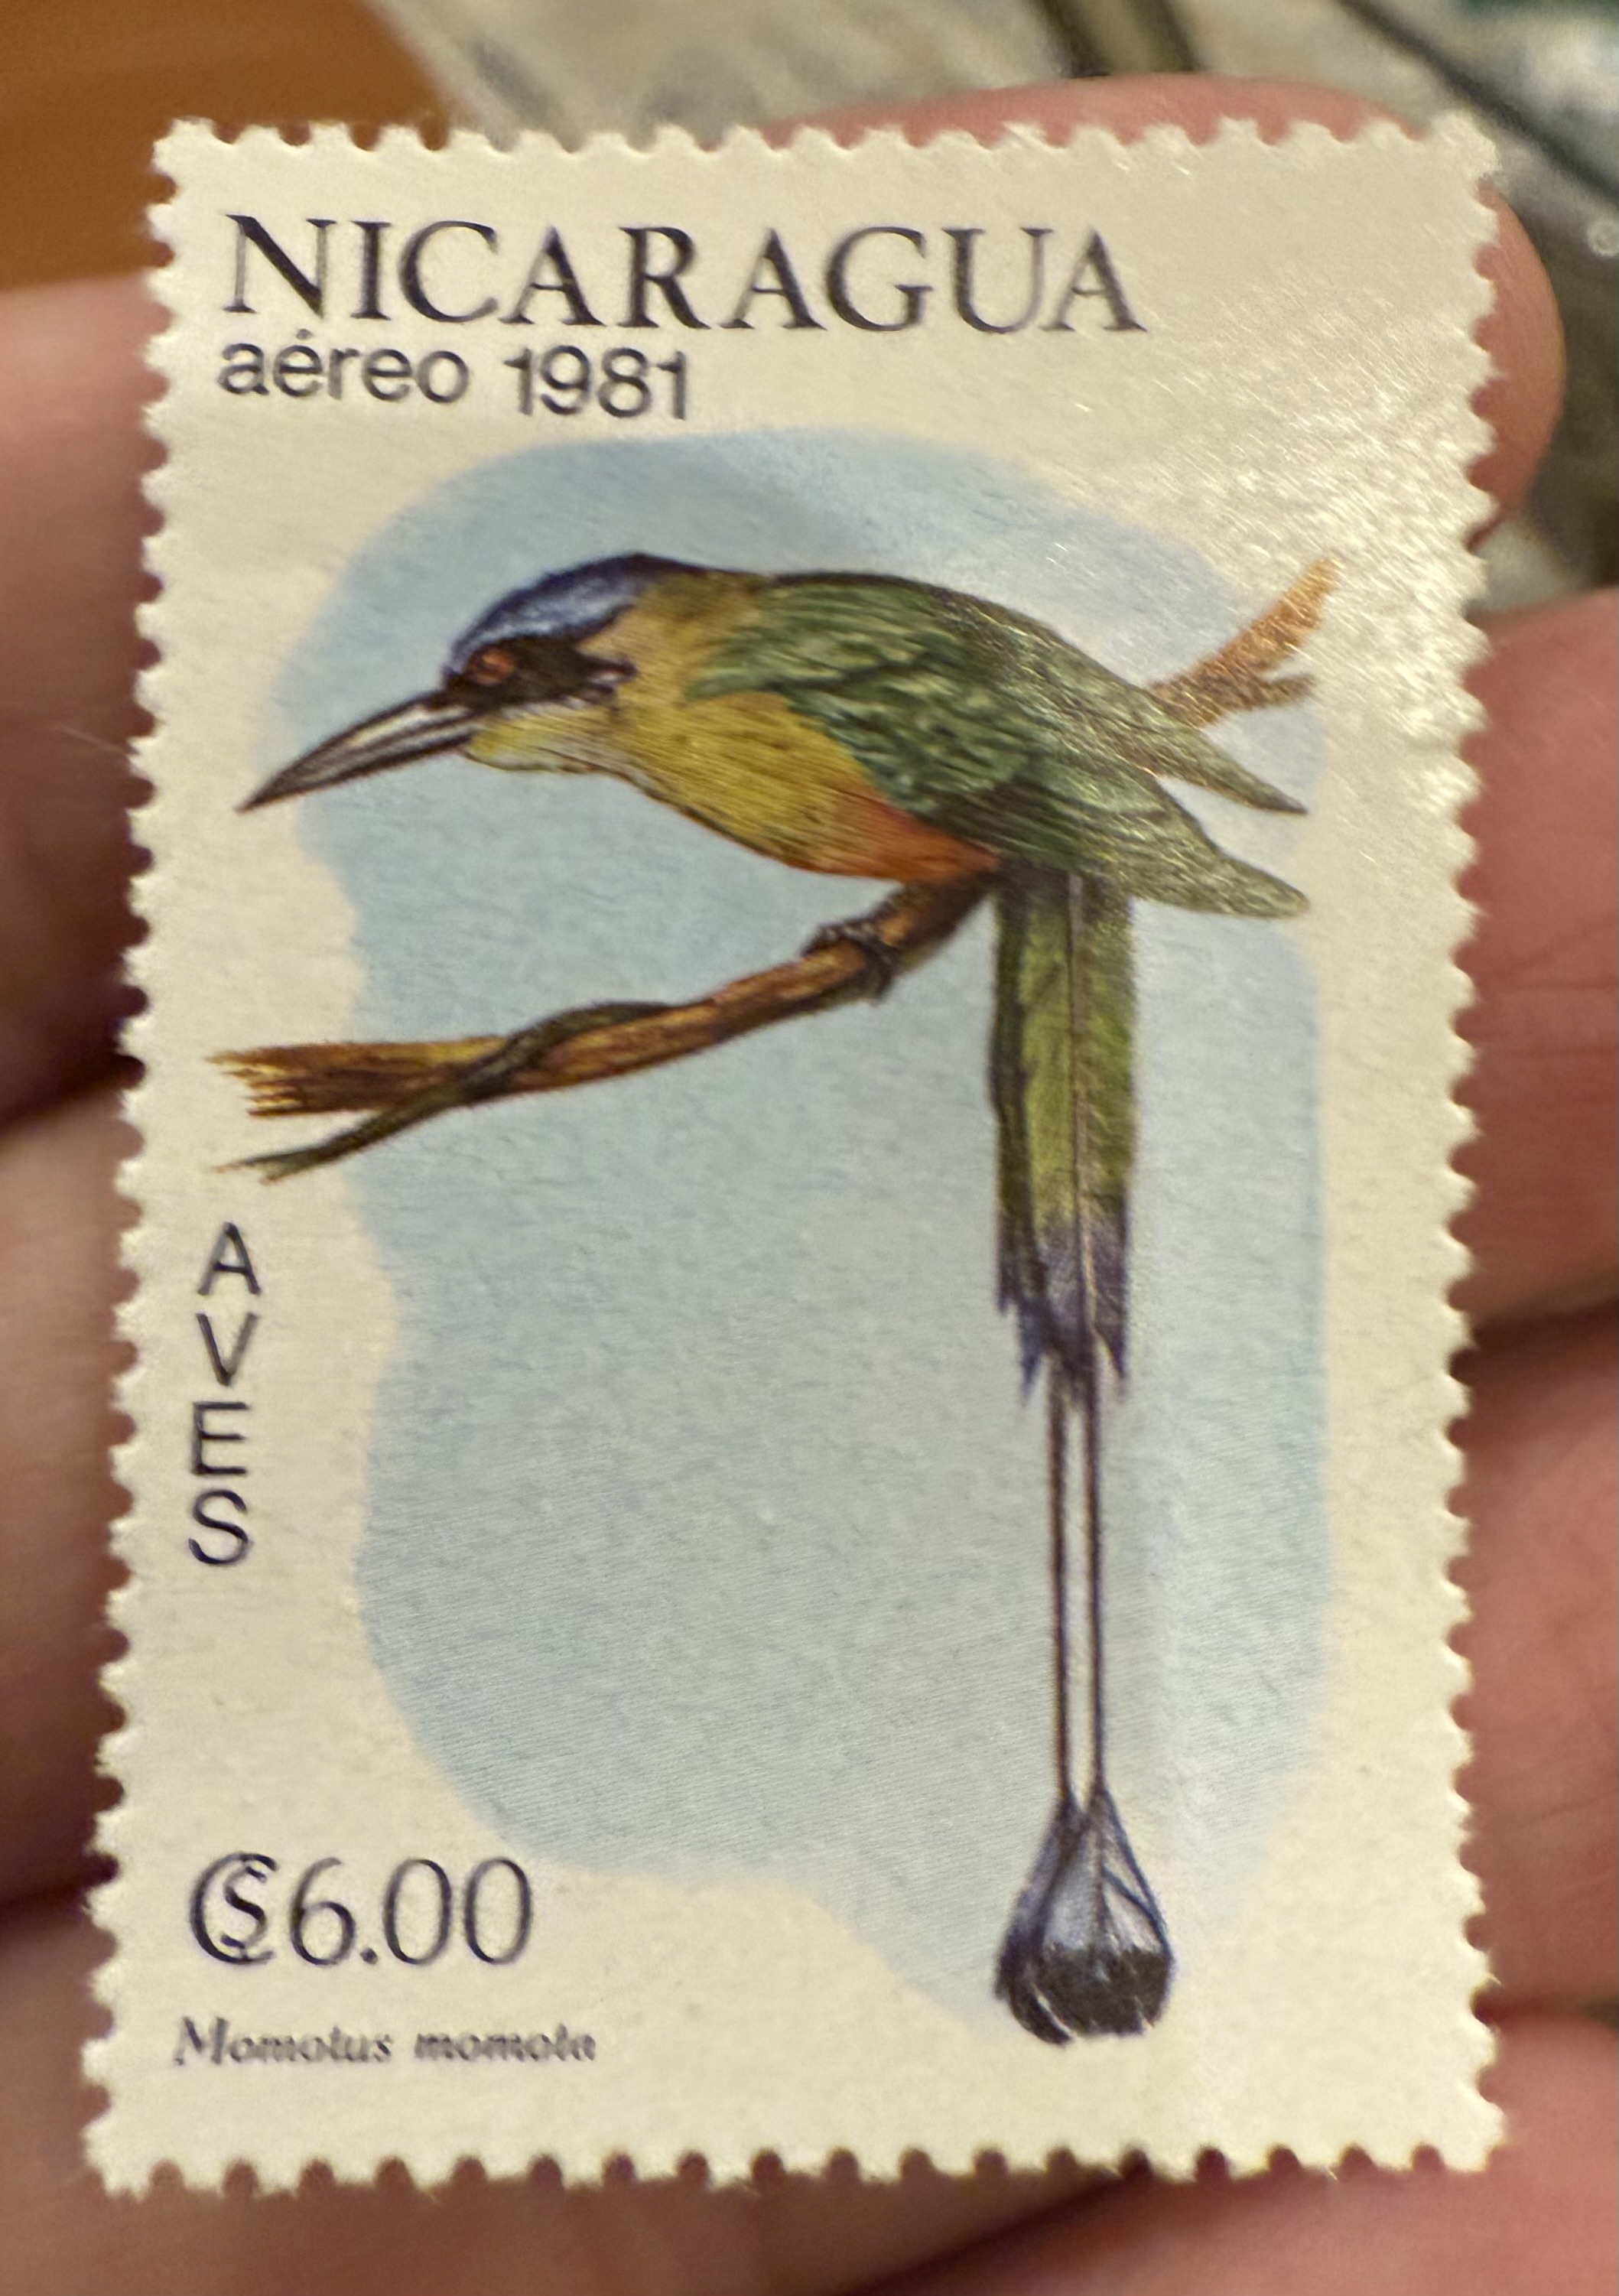 NICARAGUA
aéreo 1981
AVES
C$6.00
Momotus momota